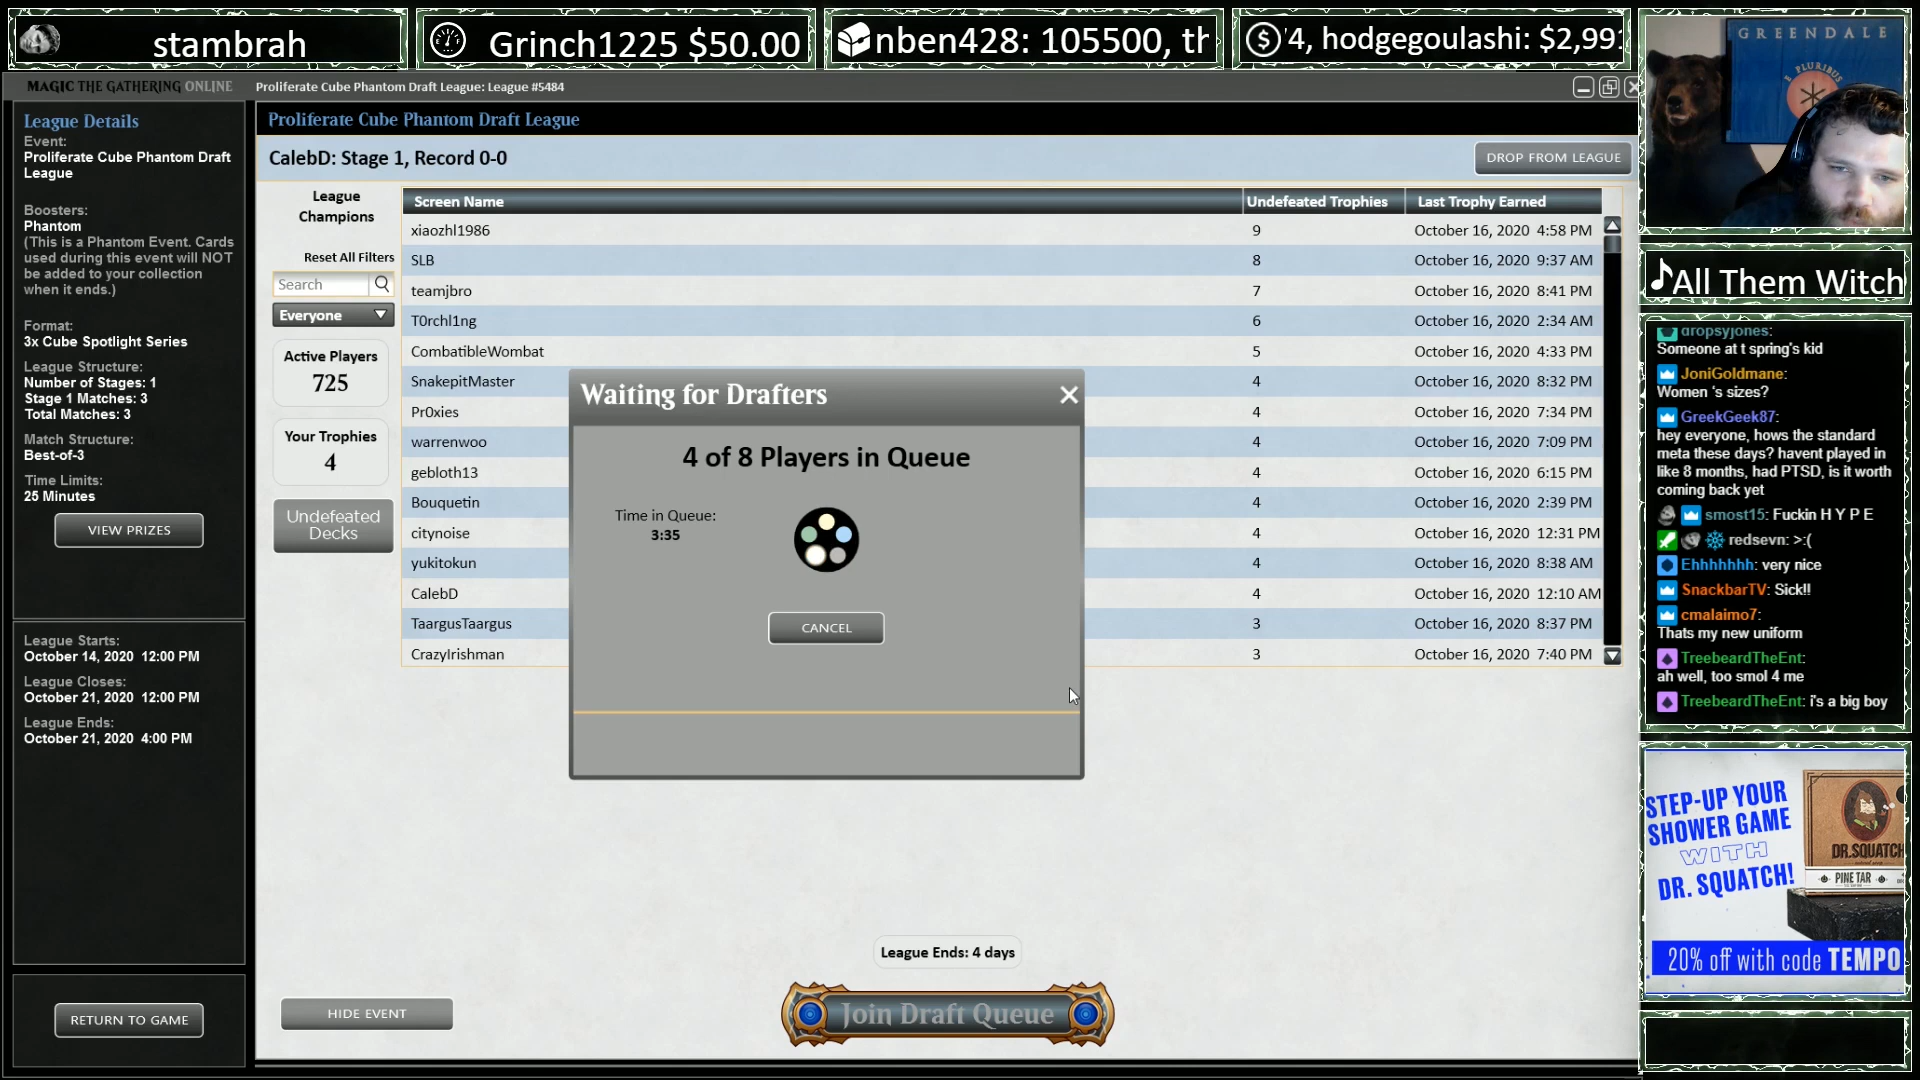 stambrah
Grinch1225 $50.00
nben428: 105500, th
'4, hodgegoulashi: $2,991
GREENDALE
E PLURIBUS
MAGIC THE GATHERING ONLINE
Proliferate Cube Phantom Draft League: League #5484
League Details
Event:
Proliferate Cube Phantom Draft
League
Boosters:
Phantom
(This is a Phantom Event. Cards
used during this event will NOT
be added to your collection
when it ends.)
Format:
3x Cube Spotlight Series
League Structure:
Number of Stages: 1
Stage 1 Matches: 3
Total Matches: 3
Match Structure:
Best-of-3
Time Limits:
25 Minutes
VIEW PRIZES
League Starts:
October 14, 2020 12:00 PM
League Closes:
October 21, 2020 12:00 PM
League Ends:
October 21, 2020 4:00 PM
RETURN TO GAME
Proliferate Cube Phantom Draft League
CalebD: Stage 1, Record 0-0
DROP FROM LEAGUE
League
Champions
Reset All Filters
Search
Everyone
Active Players
725
Your Trophies
4
Undefeated
Decks
Screen Name Undefeated Trophies Last Trophy Earned
xiaozhl1986 9 October 16, 2020 4:58 PM
SLB 8 October 16, 2020 9:37 AM
teamjbro 7 October 16, 2020 8:41 PM
T0rchl1ng 6 October 16, 2020 2:34 AM
CombatibleWombat 5 October 16, 2020 4:33 PM
SnakepitMaster 4 October 16, 2020 8:32 PM
Pr0xies 4 October 16, 2020 7:34 PM
warrenwoo 4 October 16, 2020 7:09 PM
gebloth13 4 October 16, 2020 6:15 PM
Bouquetin 4 October 16, 2020 2:39 PM
citynoise 4 October 16, 2020 12:31 PM
yukitokun 4 October 16, 2020 8:38 AM
CalebD 4 October 16, 2020 12:10 AM
TaargusTaargus 3 October 16, 2020 8:37 PM
CrazyIrishman 3 October 16, 2020 7:40 PM
Waiting for Drafters
4 of 8 Players in Queue
Time in Queue:
3:35
CANCEL
League Ends: 4 days
HIDE EVENT
Join Draft Queue
All Them Witch
dropsyjones:
Someone at t spring's kid
JoniGoldmane:
Women 's sizes?
GreekGeek87:
hey everyone, hows the standard
meta these days? havent played in
like 8 months, had PTSD, is it worth
coming back yet
smost15: Fuckin H Y P E
redsevn: >:(
Ehhhhhhh: very nice
SnackbarTV: Sick!!
cmalaimo7:
Thats my new uniform
TreebeardTheEnt:
ah well, too smol 4 me
TreebeardTheEnt: i's a big boy
STEP-UP YOUR
SHOWER GAME
WITH
DR. SQUATCH!
DR.SQUATCH
PINE TAR
20% off with code TEMPO